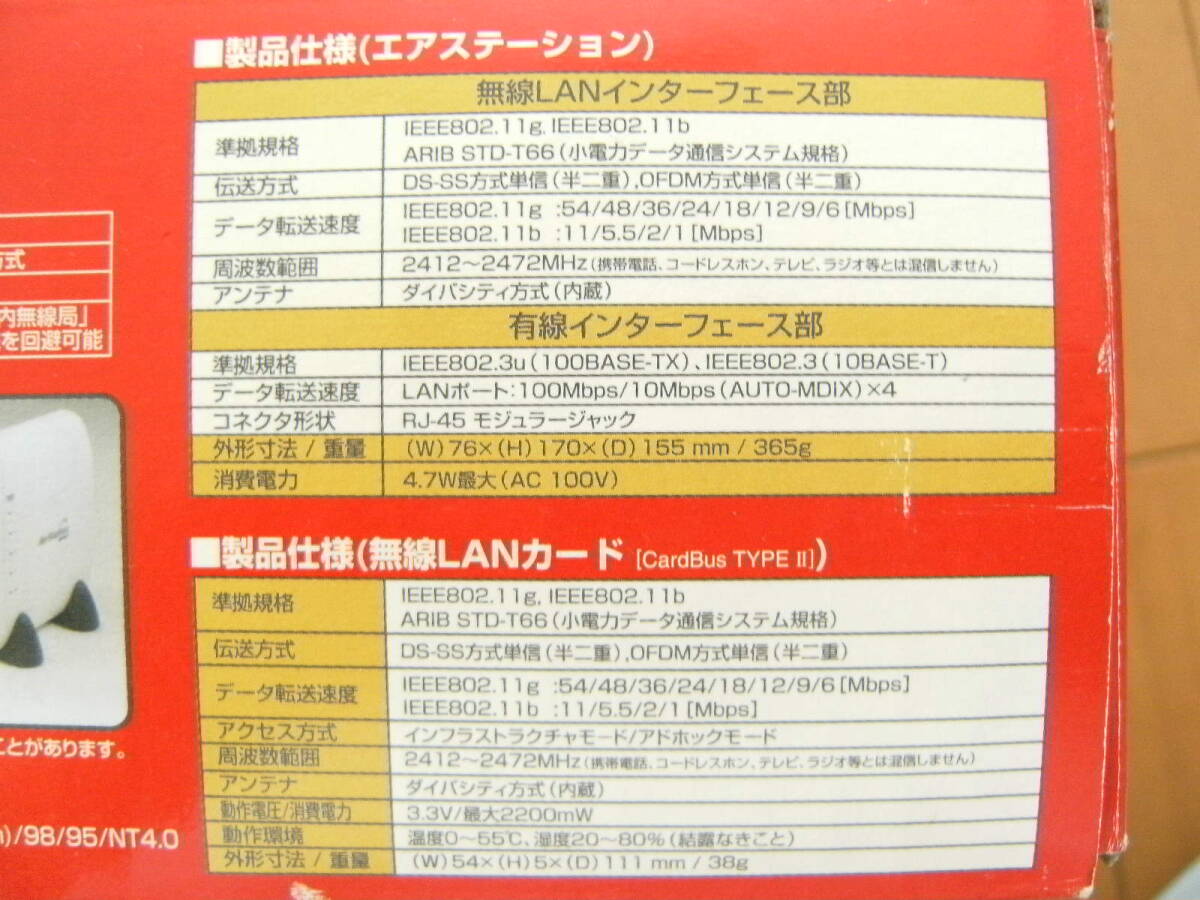 方式
内無線局」
を回避可能
ことがあります。
)/98/95/NT4.0
■製品仕様(エアステーション)
無線LANインターフェース部
準拠規格
IEEE802.11g, IEEE802.11b
ARIB STD-T66(小電力データ通信システム規格)
伝送方式 DS-SS方式単信(半二重),OFDM方式単信(半二重)
データ転送速度
IEEE802.11g :54/48/36/24/18/12/9/6[Mbps]
IEEE802.11b :11/5.5/2/1[Mbps]
周波数範囲 2412〜2472MHz(携帯電話、コードレスホン、テレビ、ラジオ等とは混信しません)
アンテナ ダイバシティ方式(内蔵)
有線インターフェース部
準拠規格 IEEE802.3u(100BASE-TX)、IEEE802.3(10BASE-T)
データ転送速度 LANポート:100Mbps/10Mbps(AUTO-MDIX)×4
コネクタ形状 RJ-45 モジュラージャック
外形寸法 / 重量 (W)76×(H)170×(D)155 mm / 365g
消費電力 4.7W最大(AC 100V)
■製品仕様(無線LANカード [CardBus TYPE II])
準拠規格
IEEE802.11g, IEEE802.11b
ARIB STD-T66(小電力データ通信システム規格)
伝送方式 DS-SS方式単信(半二重),OFDM方式単信(半二重)
データ転送速度
IEEE802.11g :54/48/36/24/18/12/9/6[Mbps]
IEEE802.11b :11/5.5/2/1[Mbps]
アクセス方式 インフラストラクチャモード/アドホックモード
周波数範囲 2412〜2472MHz(携帯電話、コードレスホン、テレビ、ラジオ等とは混信しません)
アンテナ ダイバシティ方式(内蔵)
動作電圧/消費電力 3.3V/最大2200mW
動作環境 温度0〜55℃、湿度20〜80%(結露なきこと)
外形寸法 / 重量 (W)54×(H)5×(D)111 mm / 38g